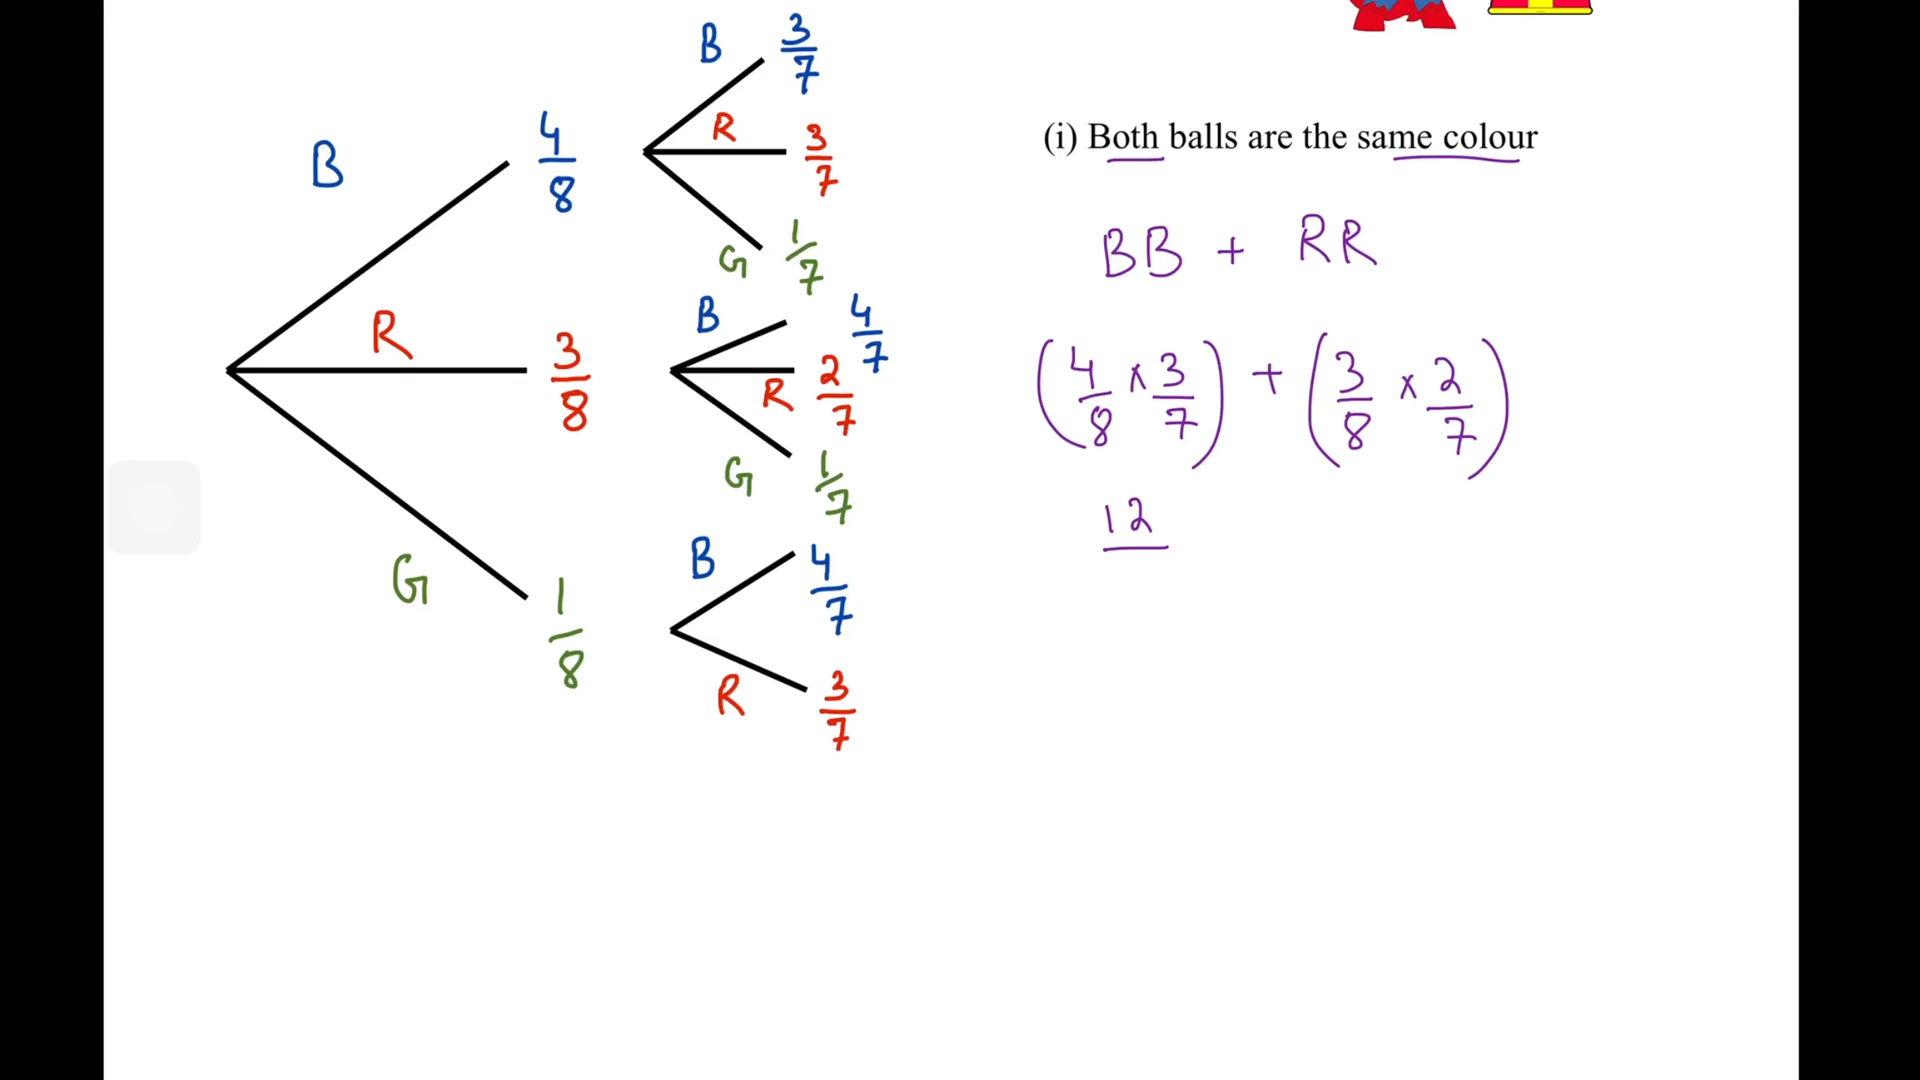 B 3/7
B 4/8
R 3/7
G 1/7
B 4/7
R 3/8
R 2/7
G 1/7
G 1/8
B 4/7
R 3/7
(i) Both balls are the same colour
BB + RR
(4/8 x 3/7) + (3/8 x 2/7)
12